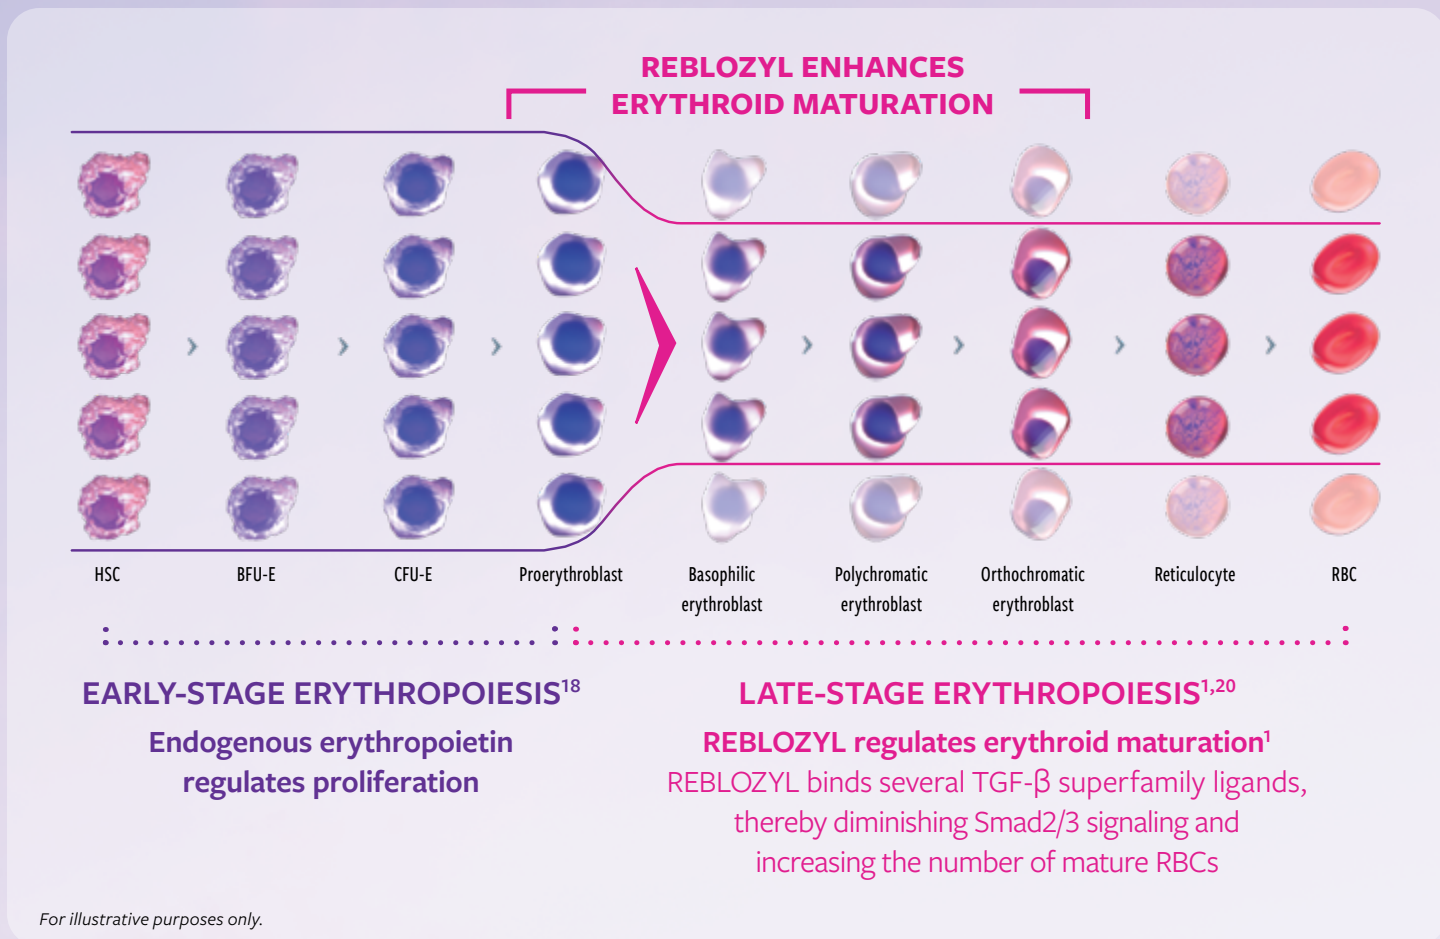 REBLOZYL ENHANCES
ERYTHROID MATURATION
HSC
BFU-E
CFU-E
Proerythroblast
Basophilic
erythroblast
Polychromatic
erythroblast
Orthochromatic
erythroblast
Reticulocyte
RBC
EARLY-STAGE ERYTHROPOIESIS¹⁸
Endogenous erythropoietin
regulates proliferation
LATE-STAGE ERYTHROPOIESIS¹,²⁰
REBLOZYL regulates erythroid maturation¹
REBLOZYL binds several TGF-β superfamily ligands,
thereby diminishing Smad2/3 signaling and
increasing the number of mature RBCs
For illustrative purposes only.